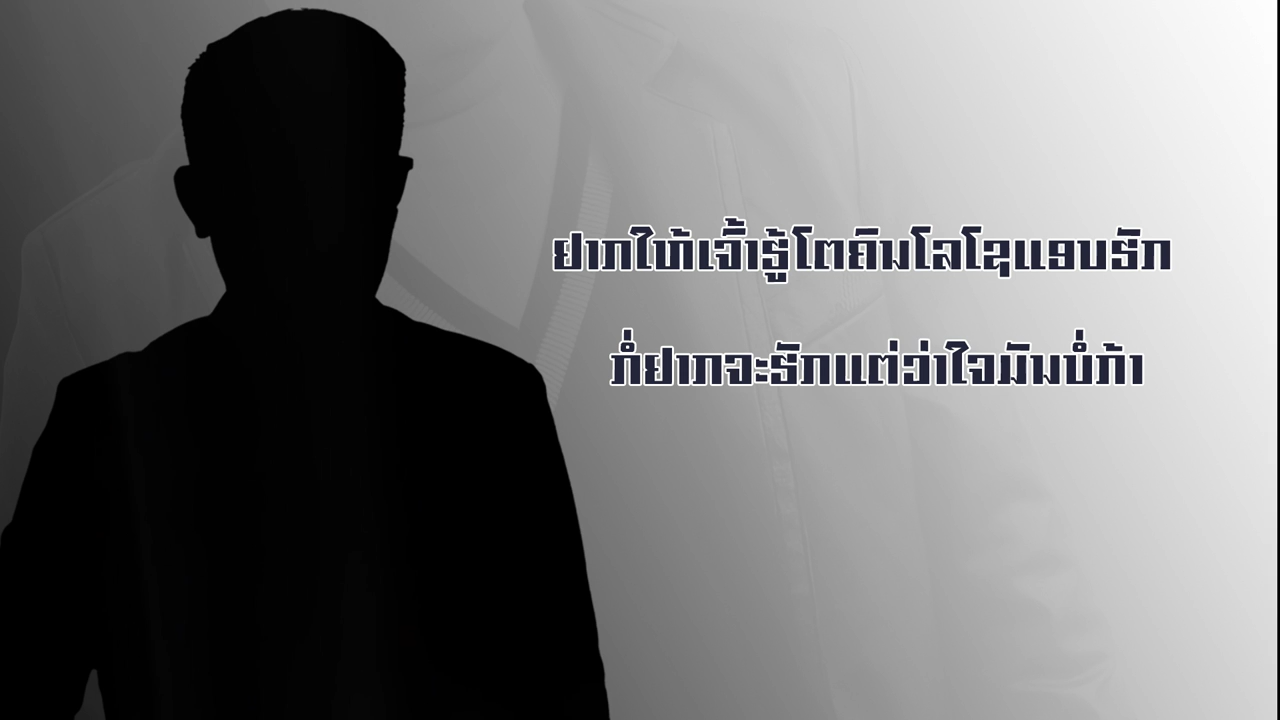 ຢາກໃຫ້ເຈົ້າຮູ້ໂຕຄົນໂລໂຊແອບຮັກ
ກໍ່ຢາກຈະຮັກແຕ່ວ່າໃຈມັນບໍ່ກ້າ